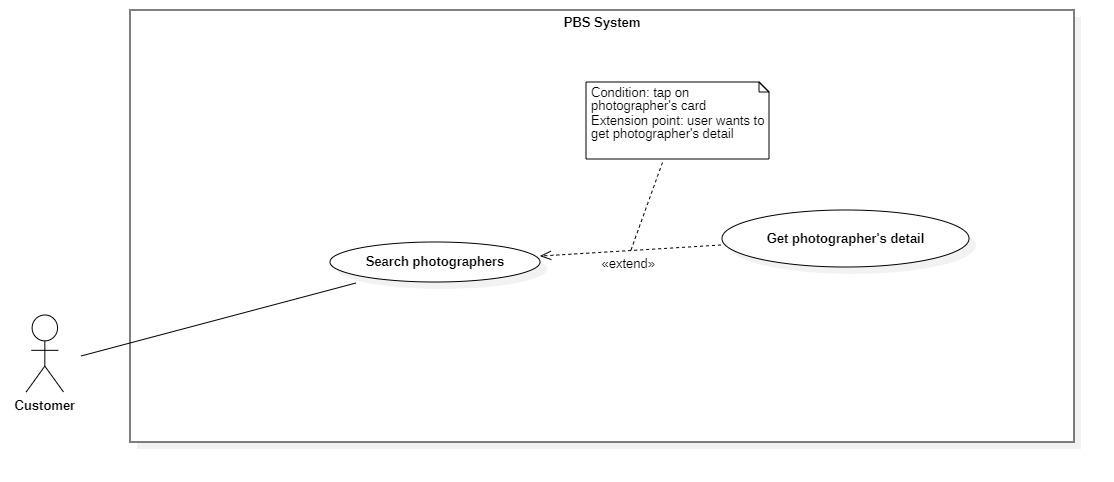 PBS System
Condition: tap on
photographer's card
Extension point: user wants to
get photographer's detail
Get photographer's detail
Search photographers
«extend»
Customer